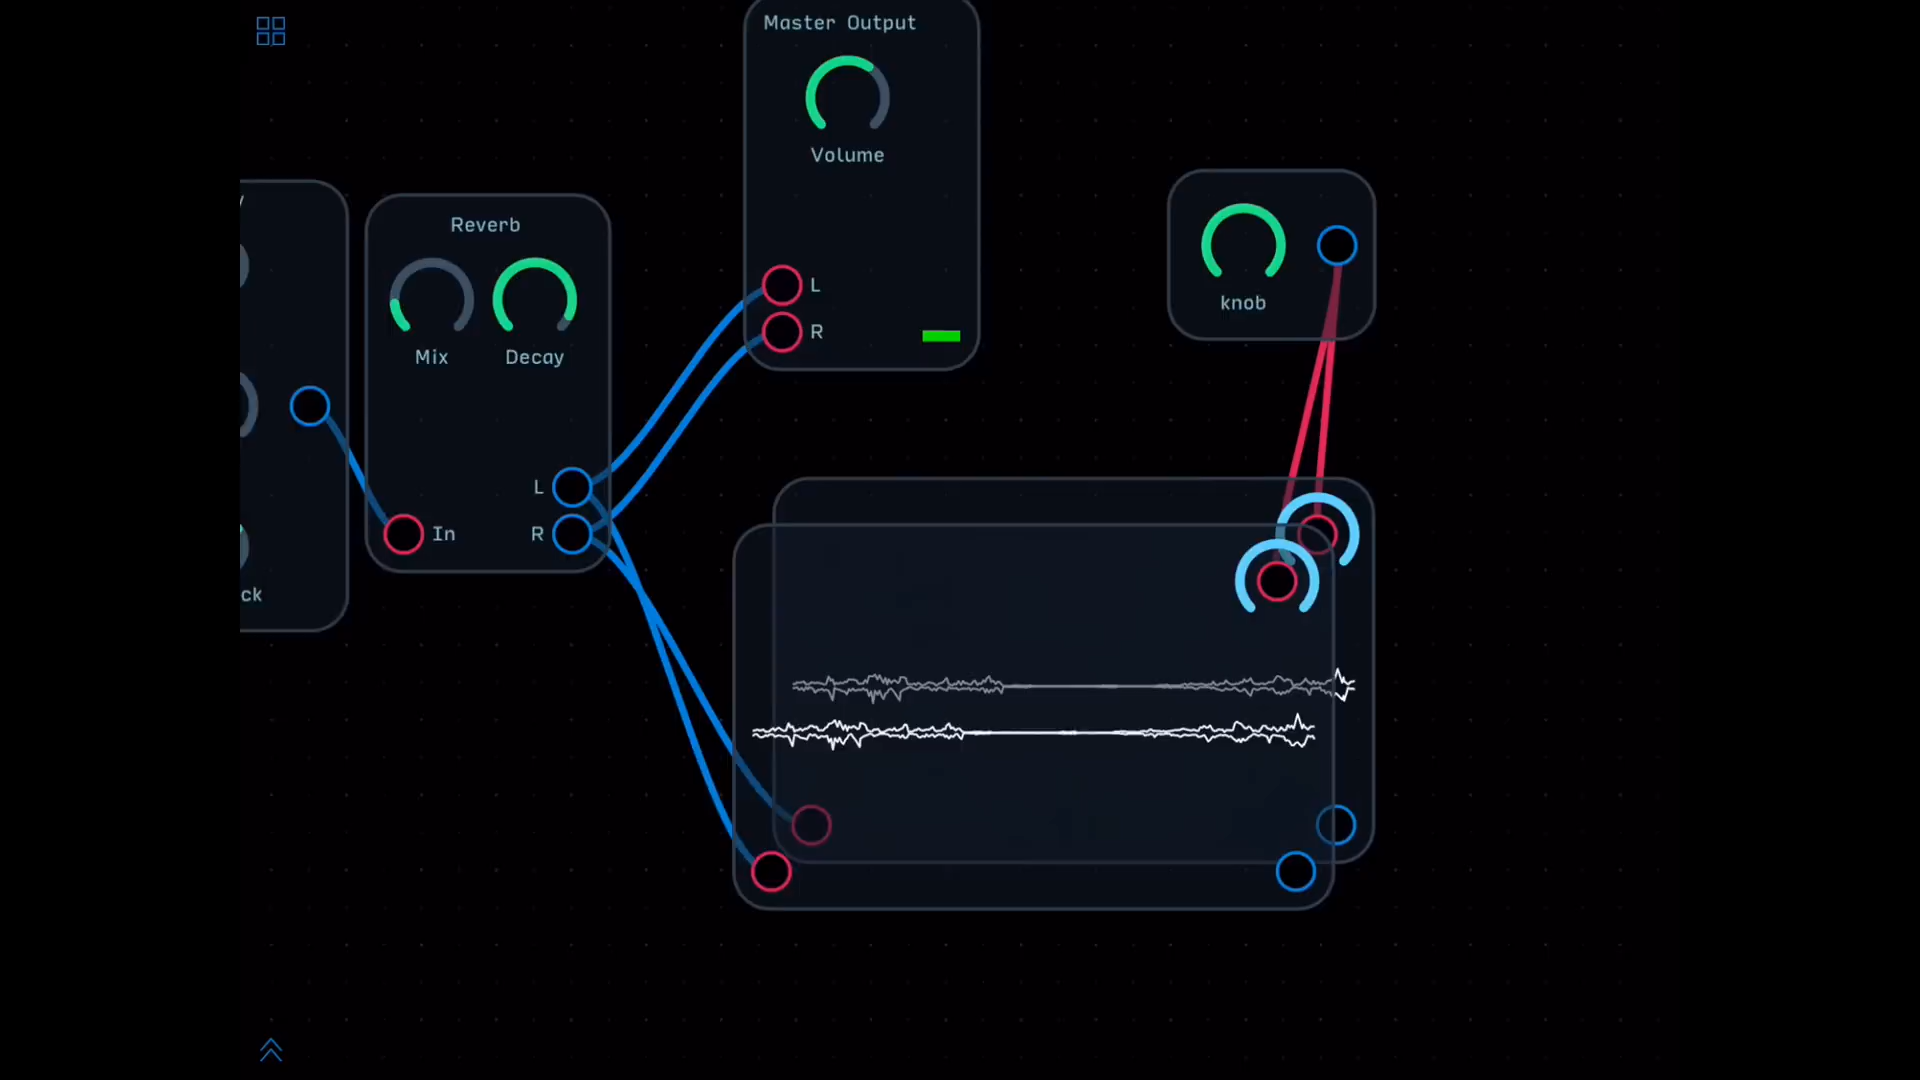 Master Output
Volume
L
R
knob
Reverb
Mix
Decay
L
In
R
ck